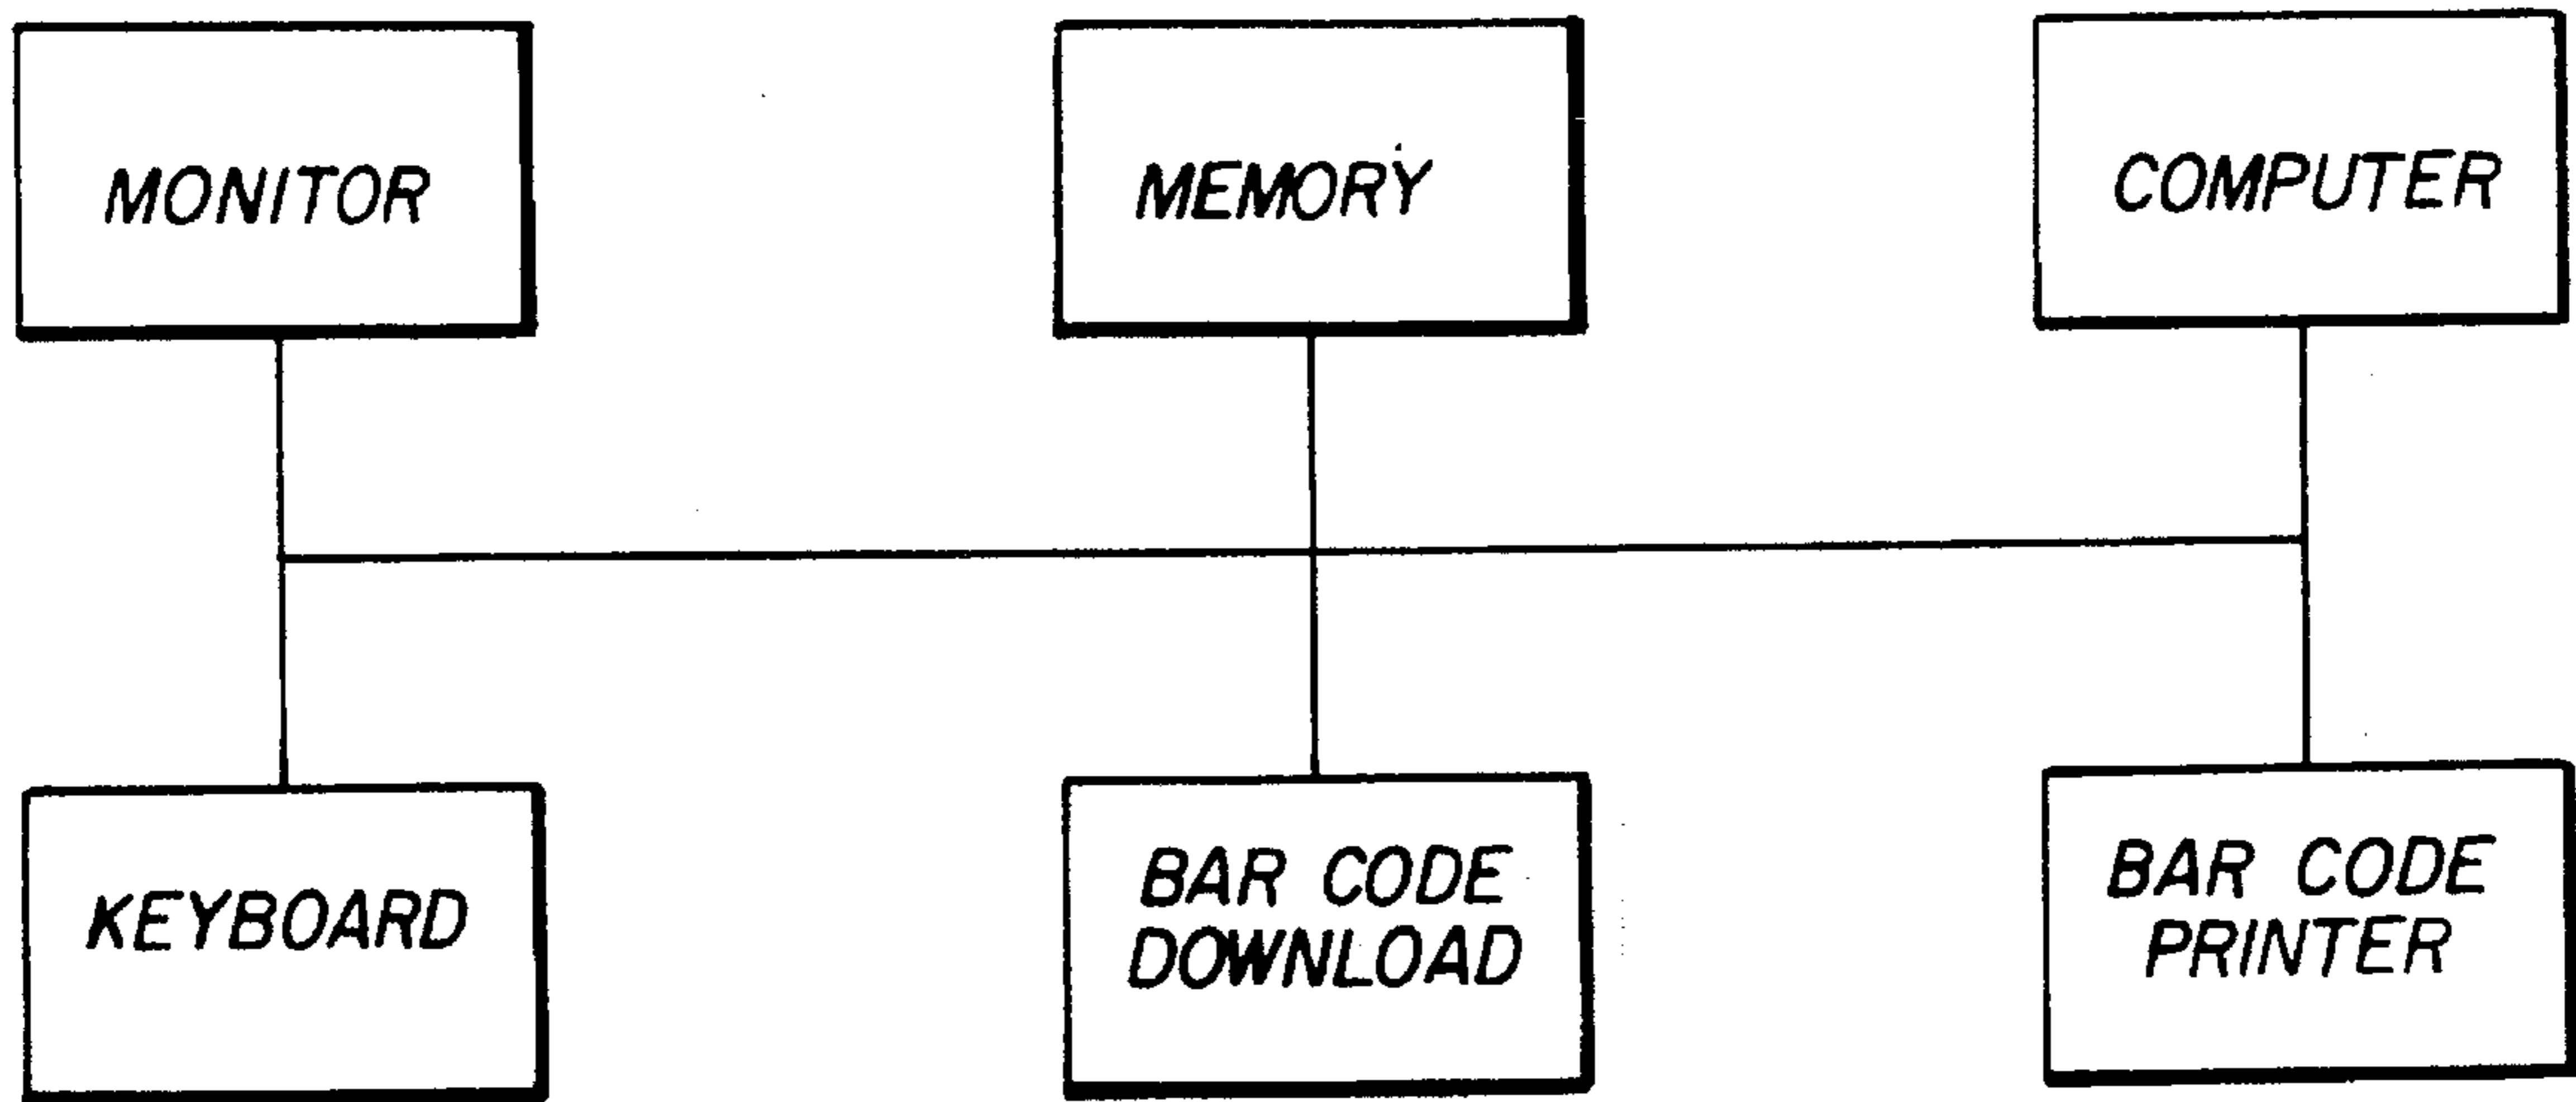 MONITOR
MEMORY
COMPUTER
KEYBOARD
BAR CODE
DOWNLOAD
BAR CODE
PRINTER